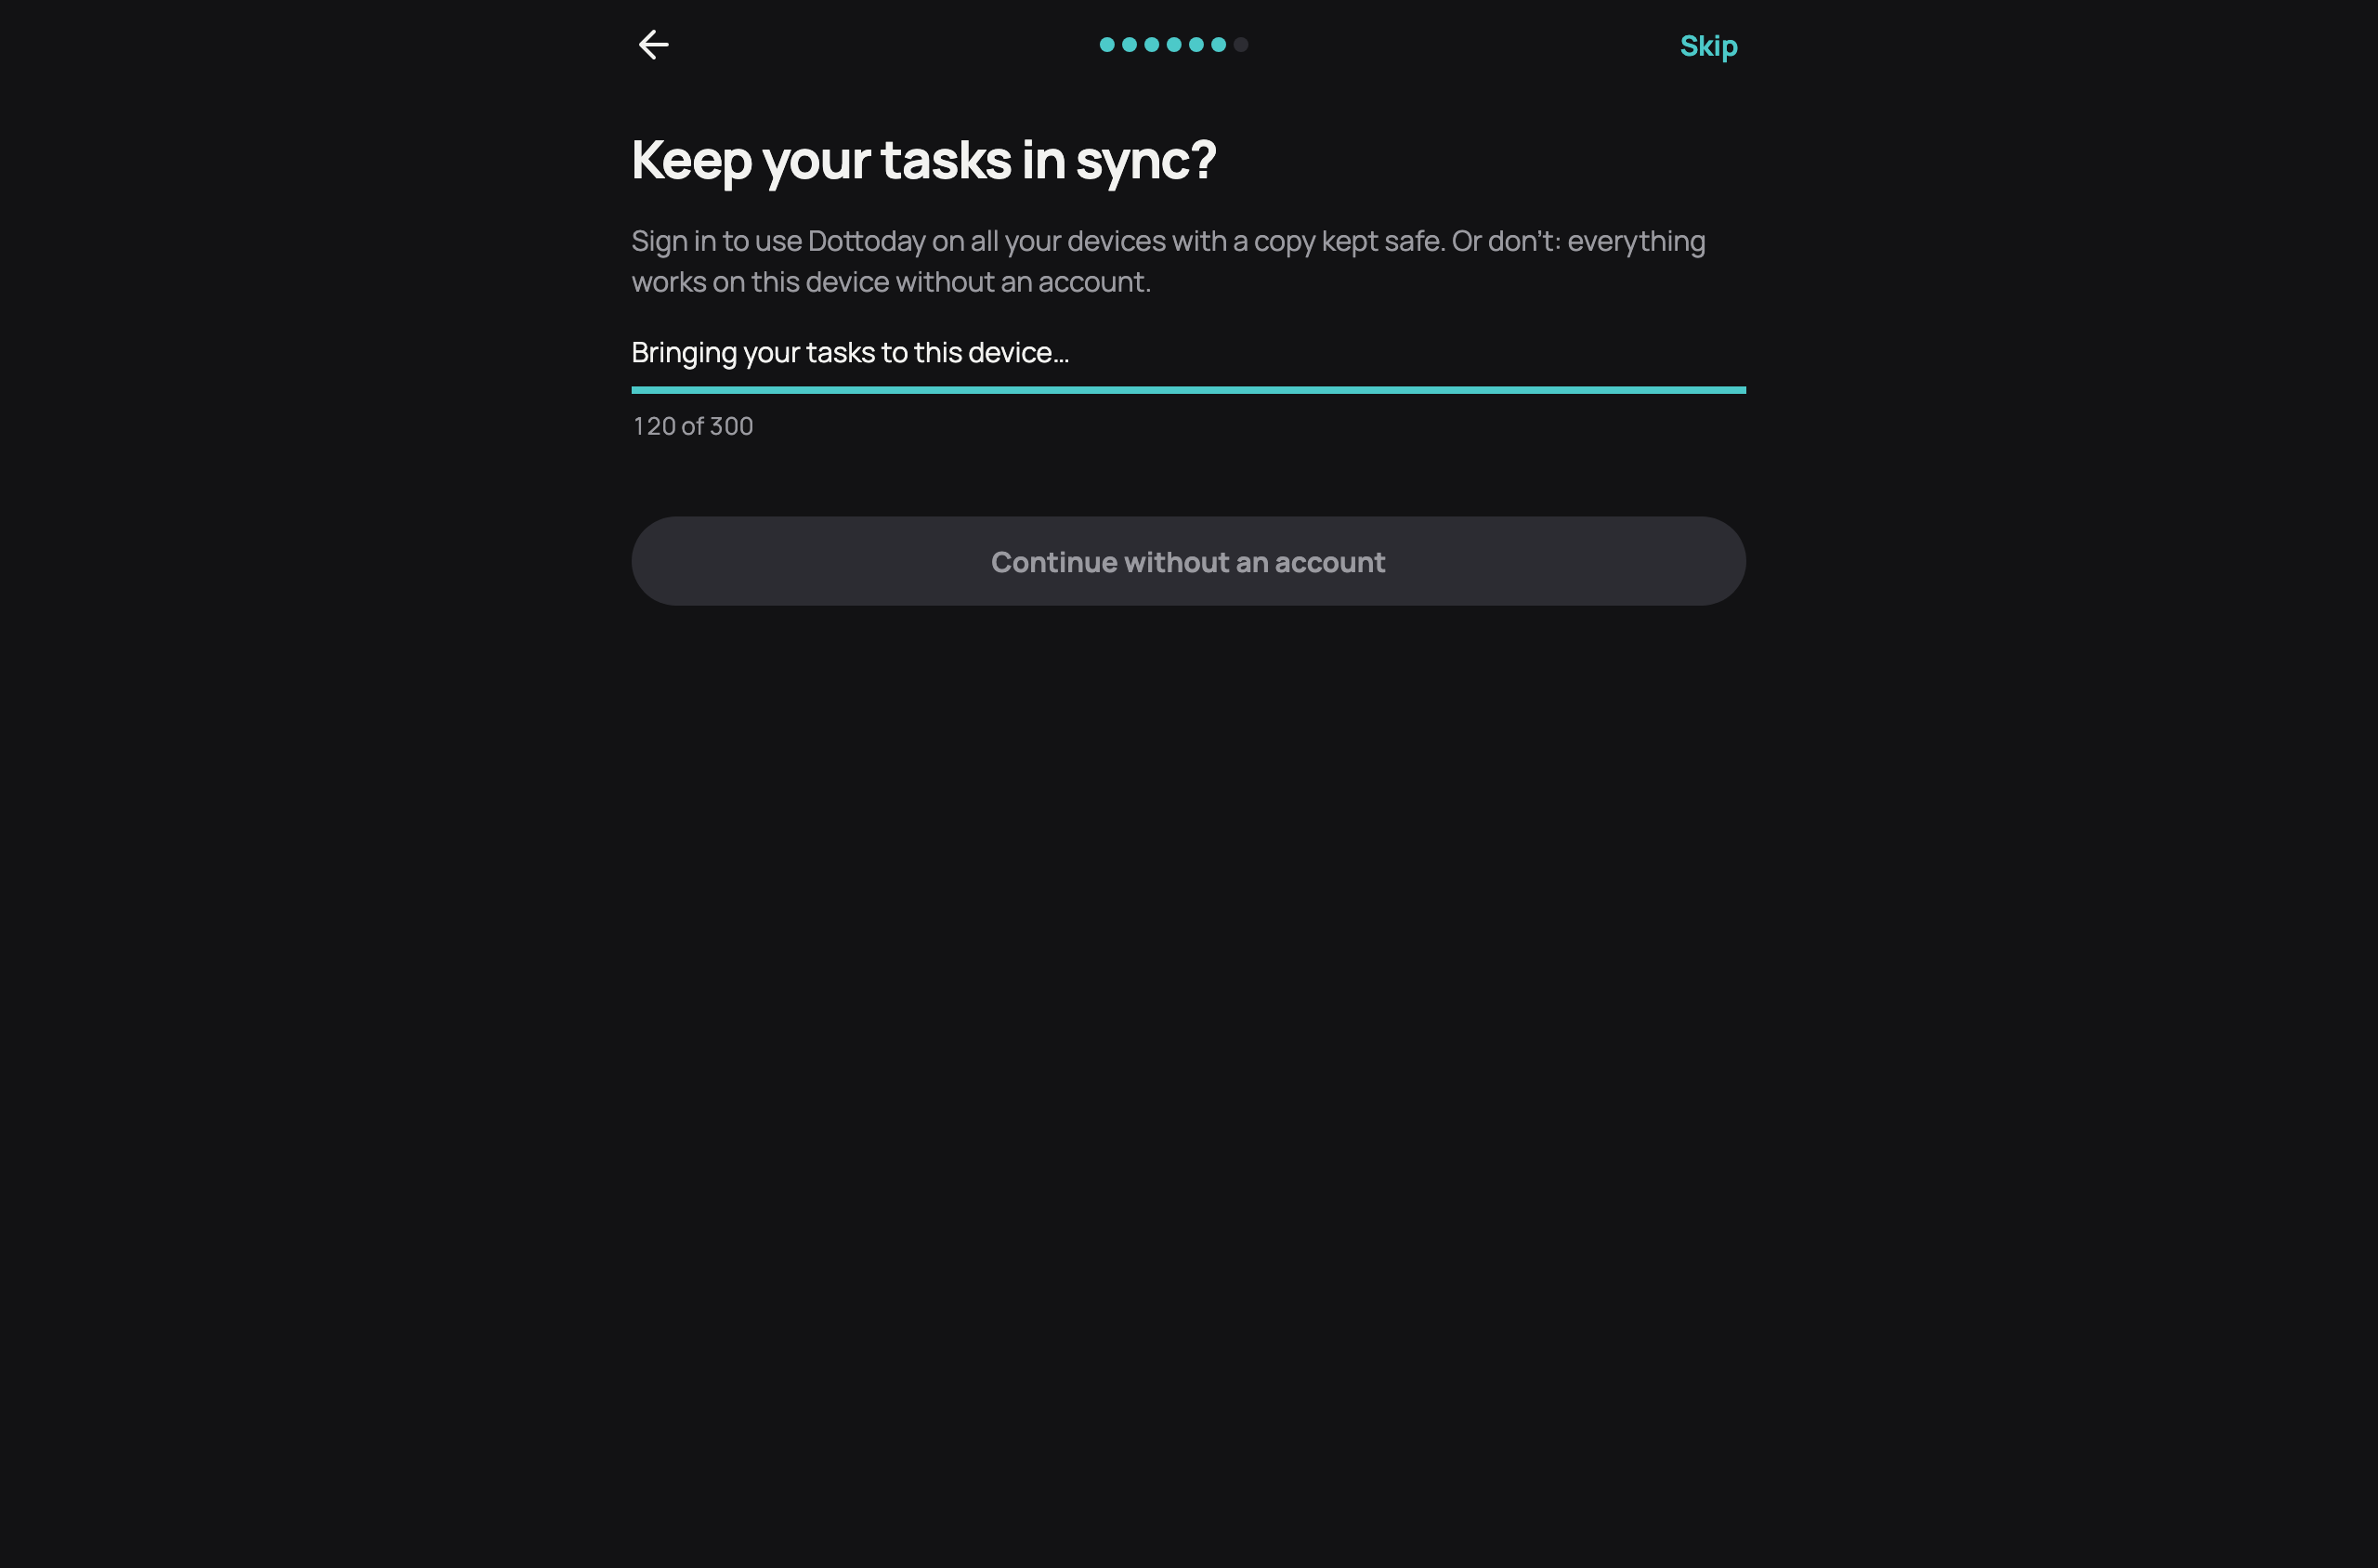 Skip
Keep your tasks in sync?
Sign in to use Dottoday on all your devices with a copy kept safe. Or don't: everything
works on this device without an account.
Bringing your tasks to this device…
120 of 300
Continue without an account